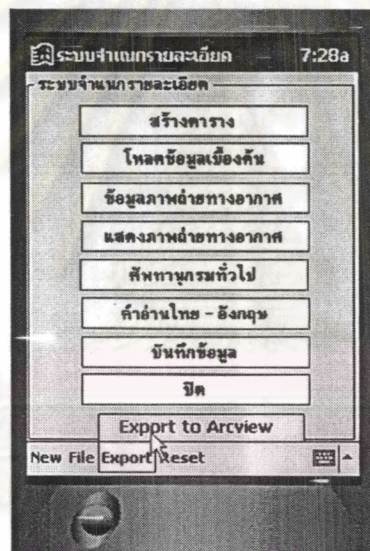 ระบบจำแนกรายละเอียด 7:28a
ระบบจำแนกรายละเอียด
สร้างตาราง
โหลดข้อมูลเบื้องต้น
ข้อมูลภาพถ่ายทางอากาศ
แสดงภาพถ่ายทางอากาศ
ศัพทานุกรมทั่วไป
คำอ่านไทย - อังกฤษ
บันทึกข้อมูล
ปิด
Export to Arcview
New File Export Reset